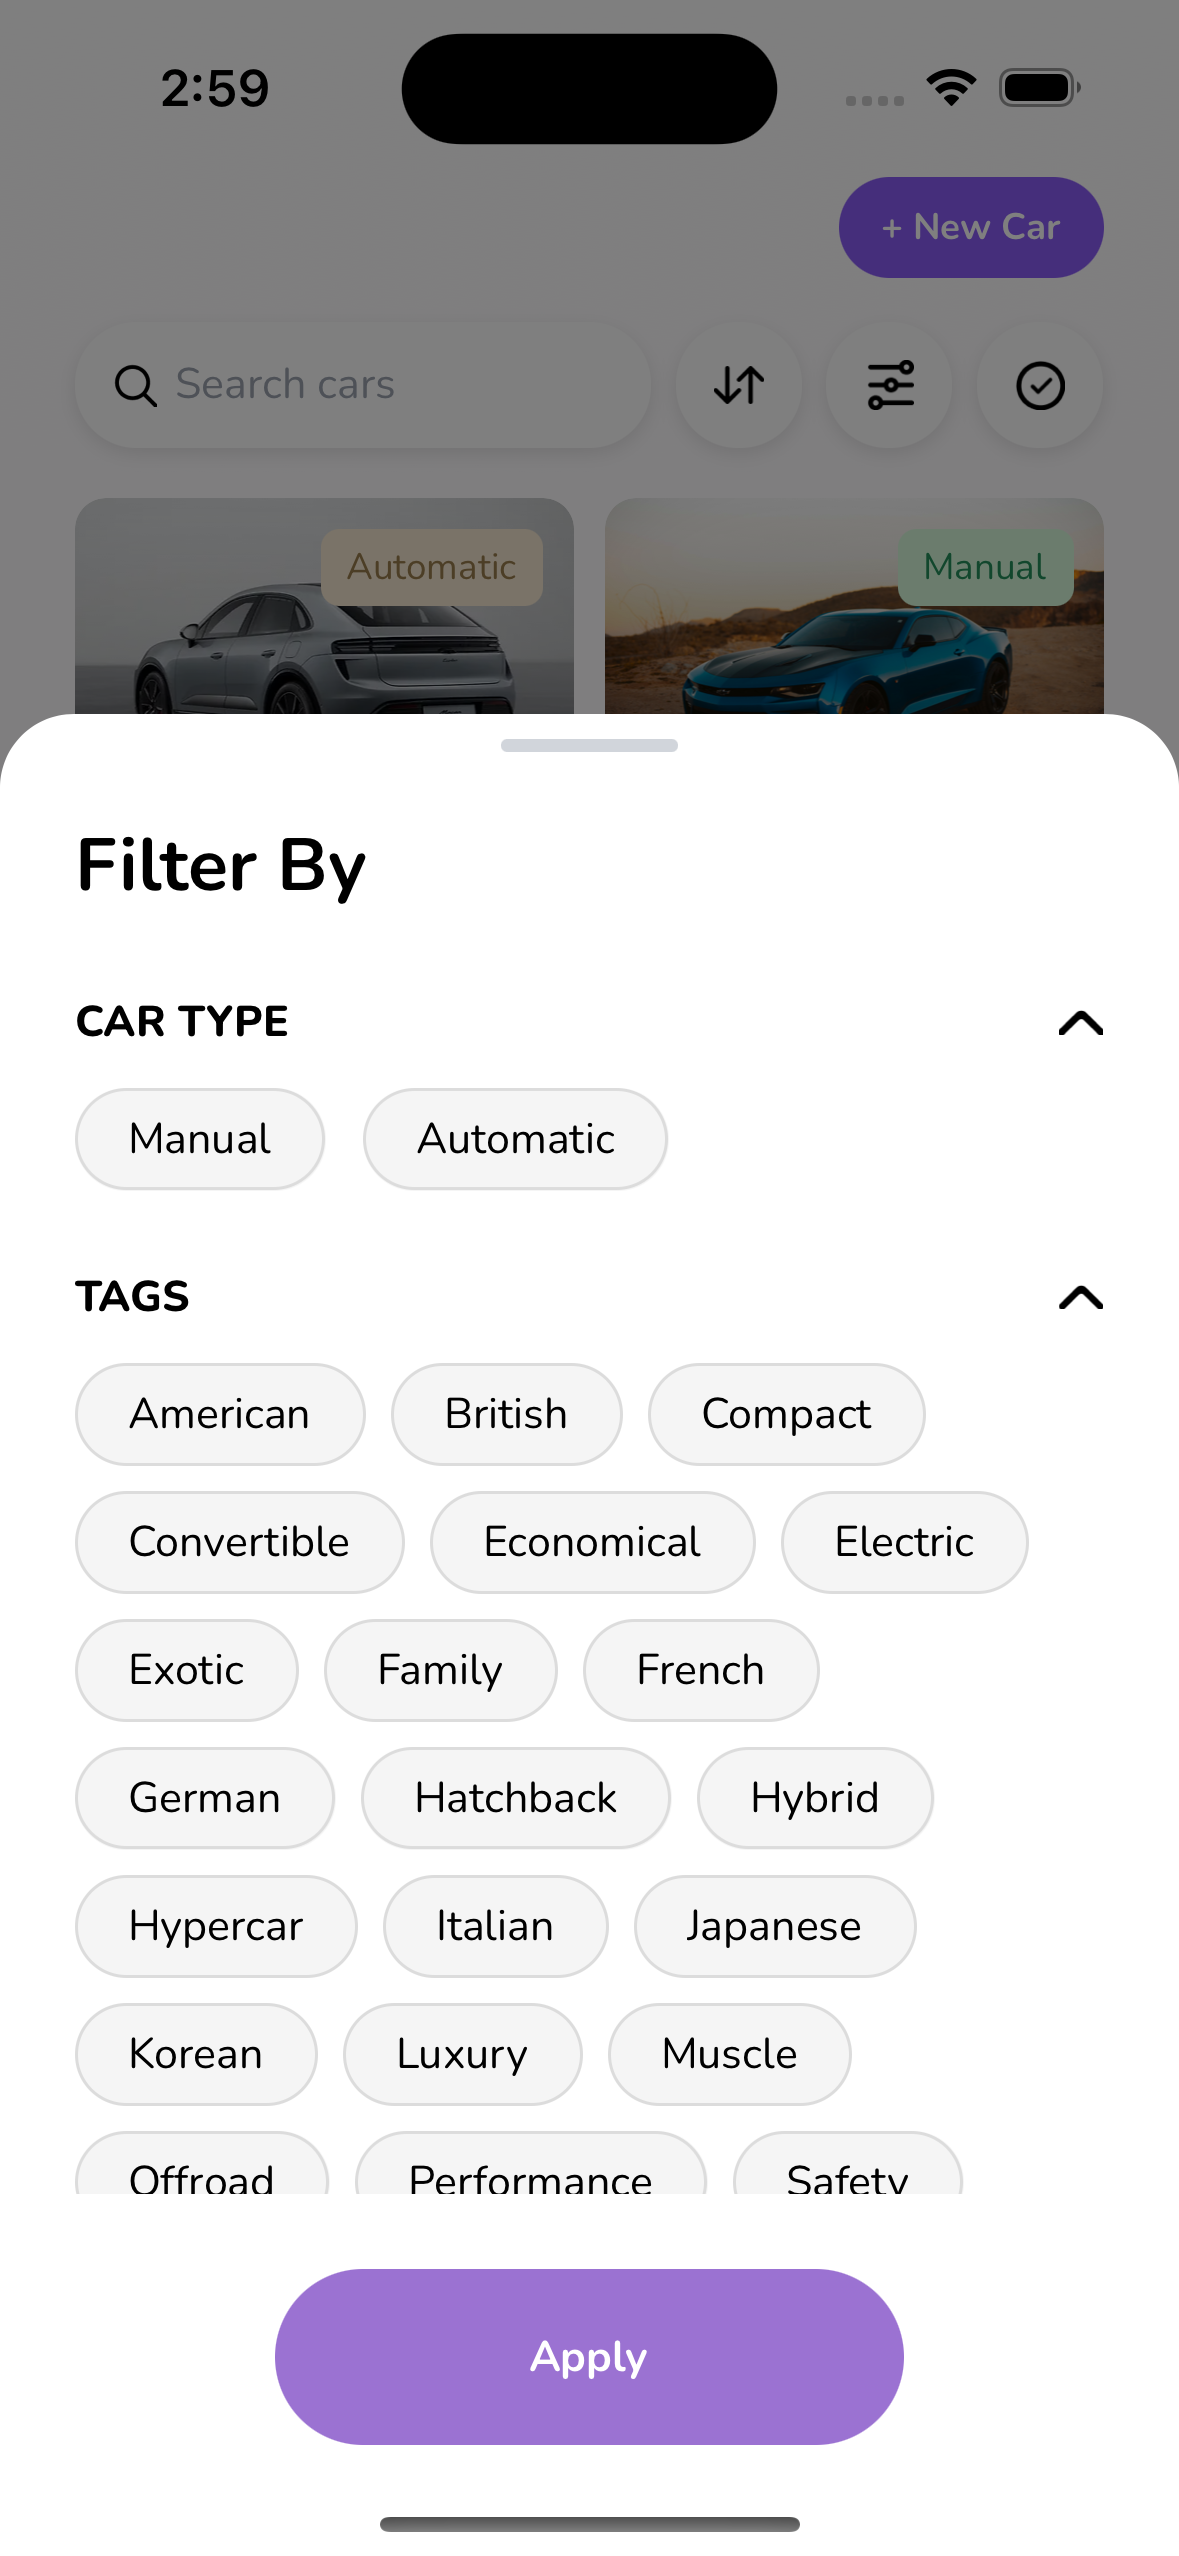 2:59
+ New Car
Search cars
Automatic
Manual
Filter By
CAR TYPE
Manual Automatic
TAGS
American British Compact
Convertible Economical Electric
Exotic Family French
German Hatchback Hybrid
Hypercar Italian Japanese
Korean Luxury Muscle
Offroad Performance Safety
Apply